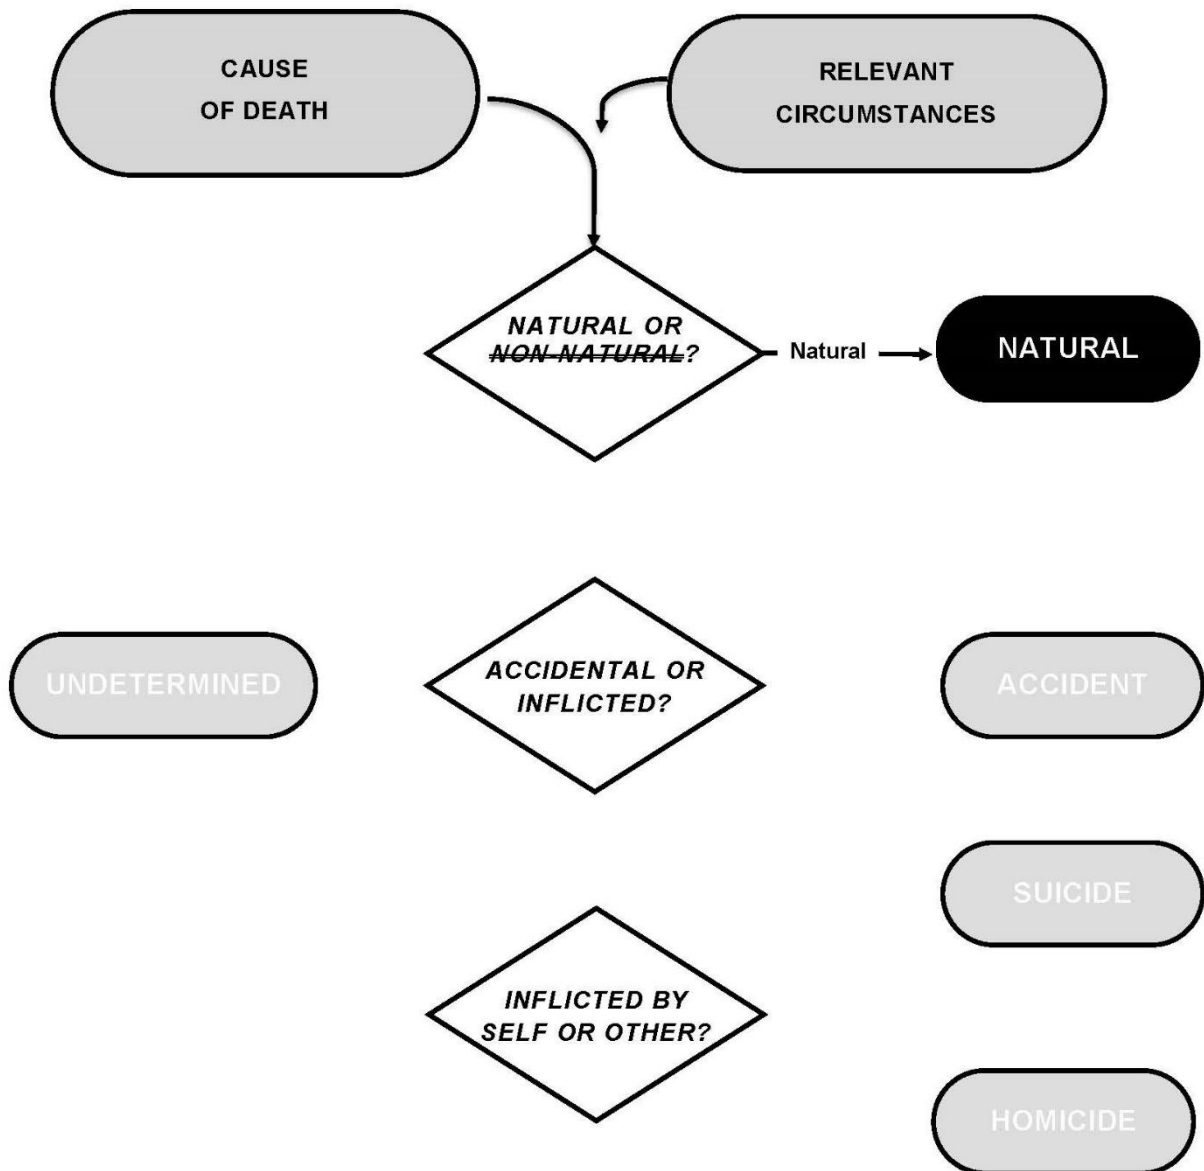 CAUSE
OF DEATH
RELEVANT
CIRCUMSTANCES
NATURAL OR
NON-NATURAL?
Natural
NATURAL
UNDETERMINED
ACCIDENTAL OR
INFLICTED?
ACCIDENT
SUICIDE
INFLICTED BY
SELF OR OTHER?
HOMICIDE